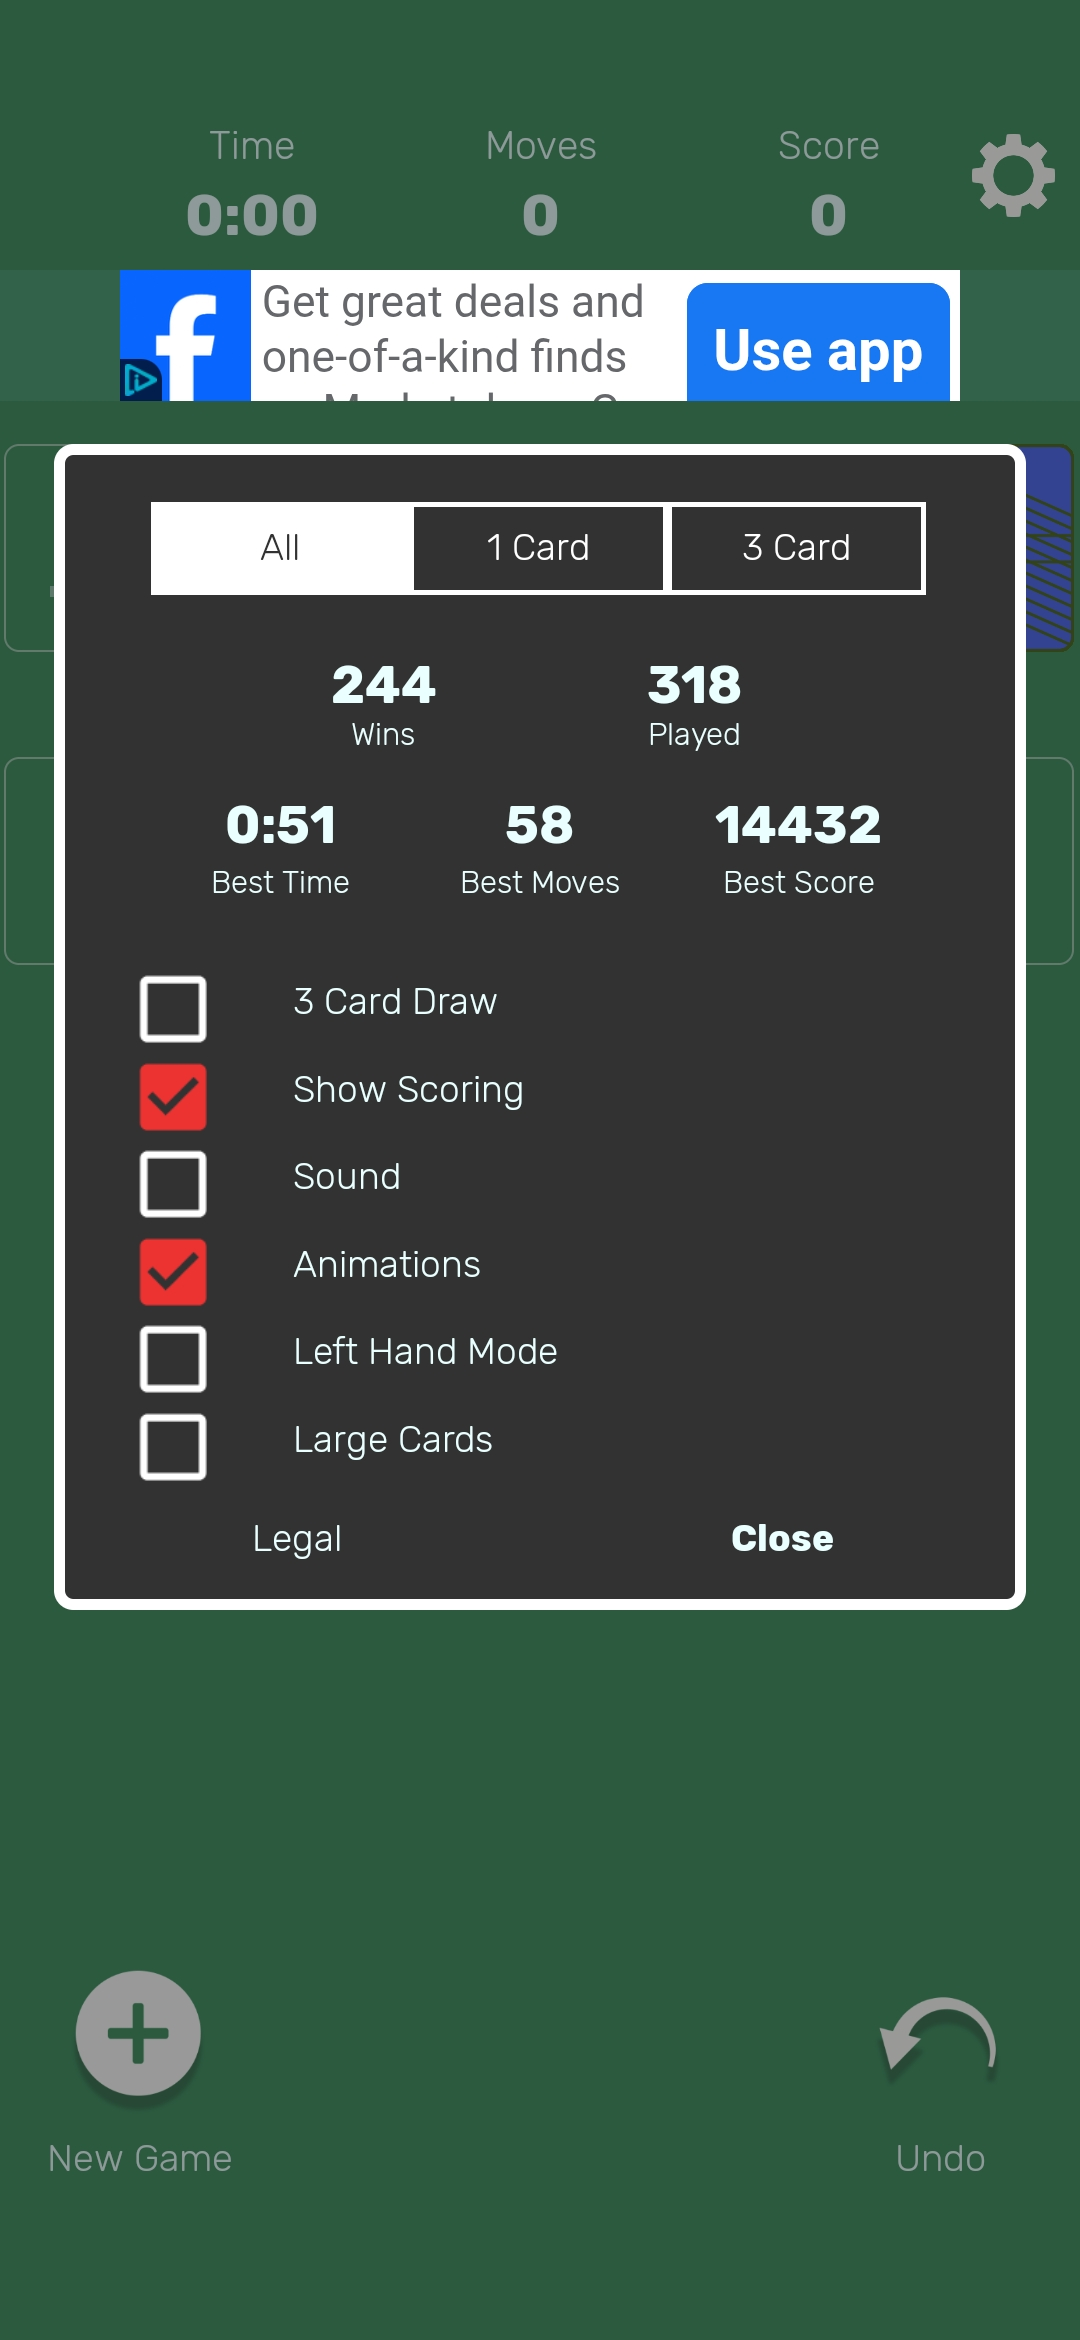 Time
Moves
Score
0:00
0
0
Get great deals and
one-of-a-kind finds
Use app
All
1 Card
3 Card
244
318
Wins
Played
0:51
58
14432
Best Time
Best Moves
Best Score
3 Card Draw
Show Scoring
Sound
Animations
Left Hand Mode
Large Cards
Legal
Close
New Game
Undo